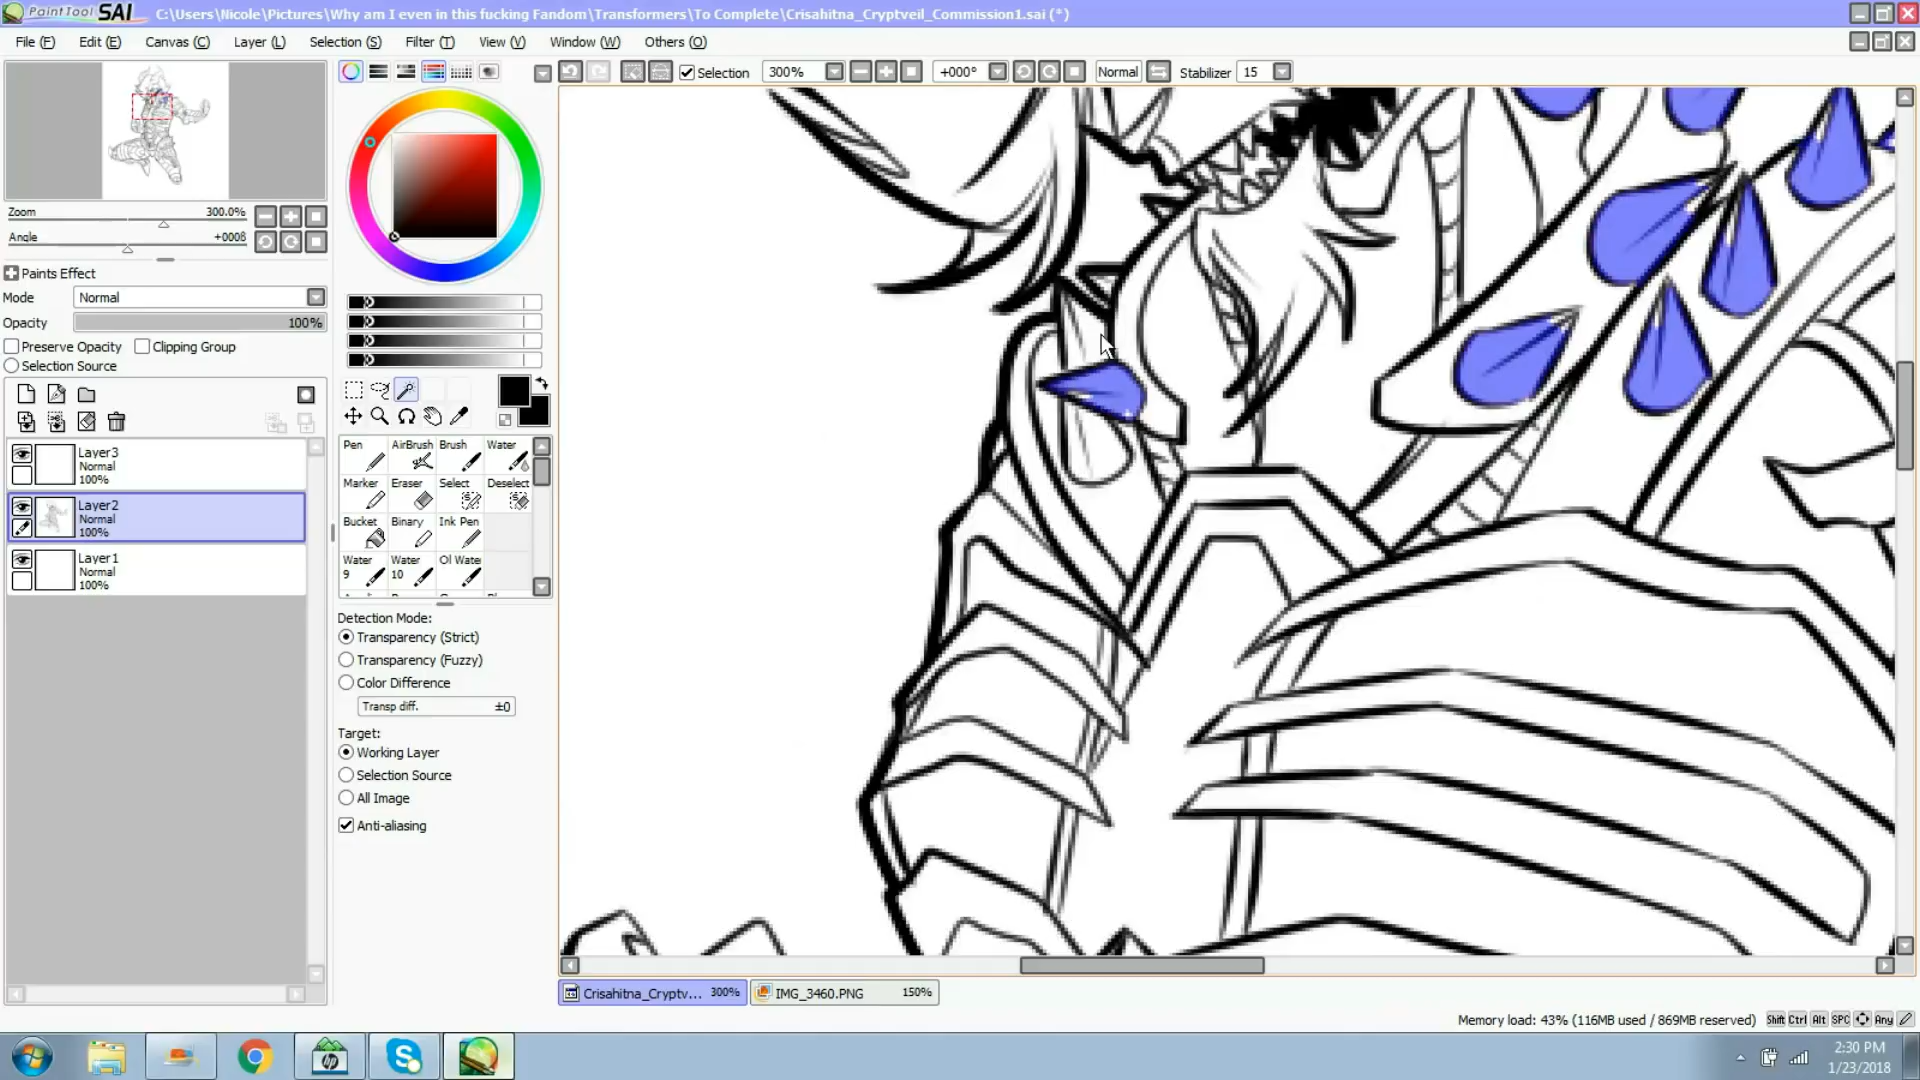 PaintTool SAI C:\Users\Nicole\Pictures\Why am I even in this fucking Fandom\Transformers\To Complete\Crisahitna_Cryptveil_Commission1.sai (*)
File (F) Edit (E) Canvas (C) Layer (L) Selection (S) Filter (T) View (V) Window (W) Others (O)
Selection 300% +000° Normal Stabilizer 15
Zoom 300.0%
Angle +0008
Paints Effect
Mode Normal
Opacity 100%
Preserve Opacity Clipping Group
Selection Source
Layer3
Normal
100%
Layer2
Normal
100%
Layer1
Normal
100%
Pen AirBrush Brush Water
Marker Eraser Select Deselect
Bucket Binary Ink Pen
Water 9 Water 10 Ol Water
Detection Mode:
Transparency (Strict)
Transparency (Fuzzy)
Color Difference
Transp diff. ±0
Target:
Working Layer
Selection Source
All Image
Anti-aliasing
Crisahitna_Cryptv... 300% IMG_3460.PNG 150%
Memory load: 43% (116MB used / 869MB reserved) Shift Ctrl Alt SPC Any
hp
2:30 PM
1/23/2018